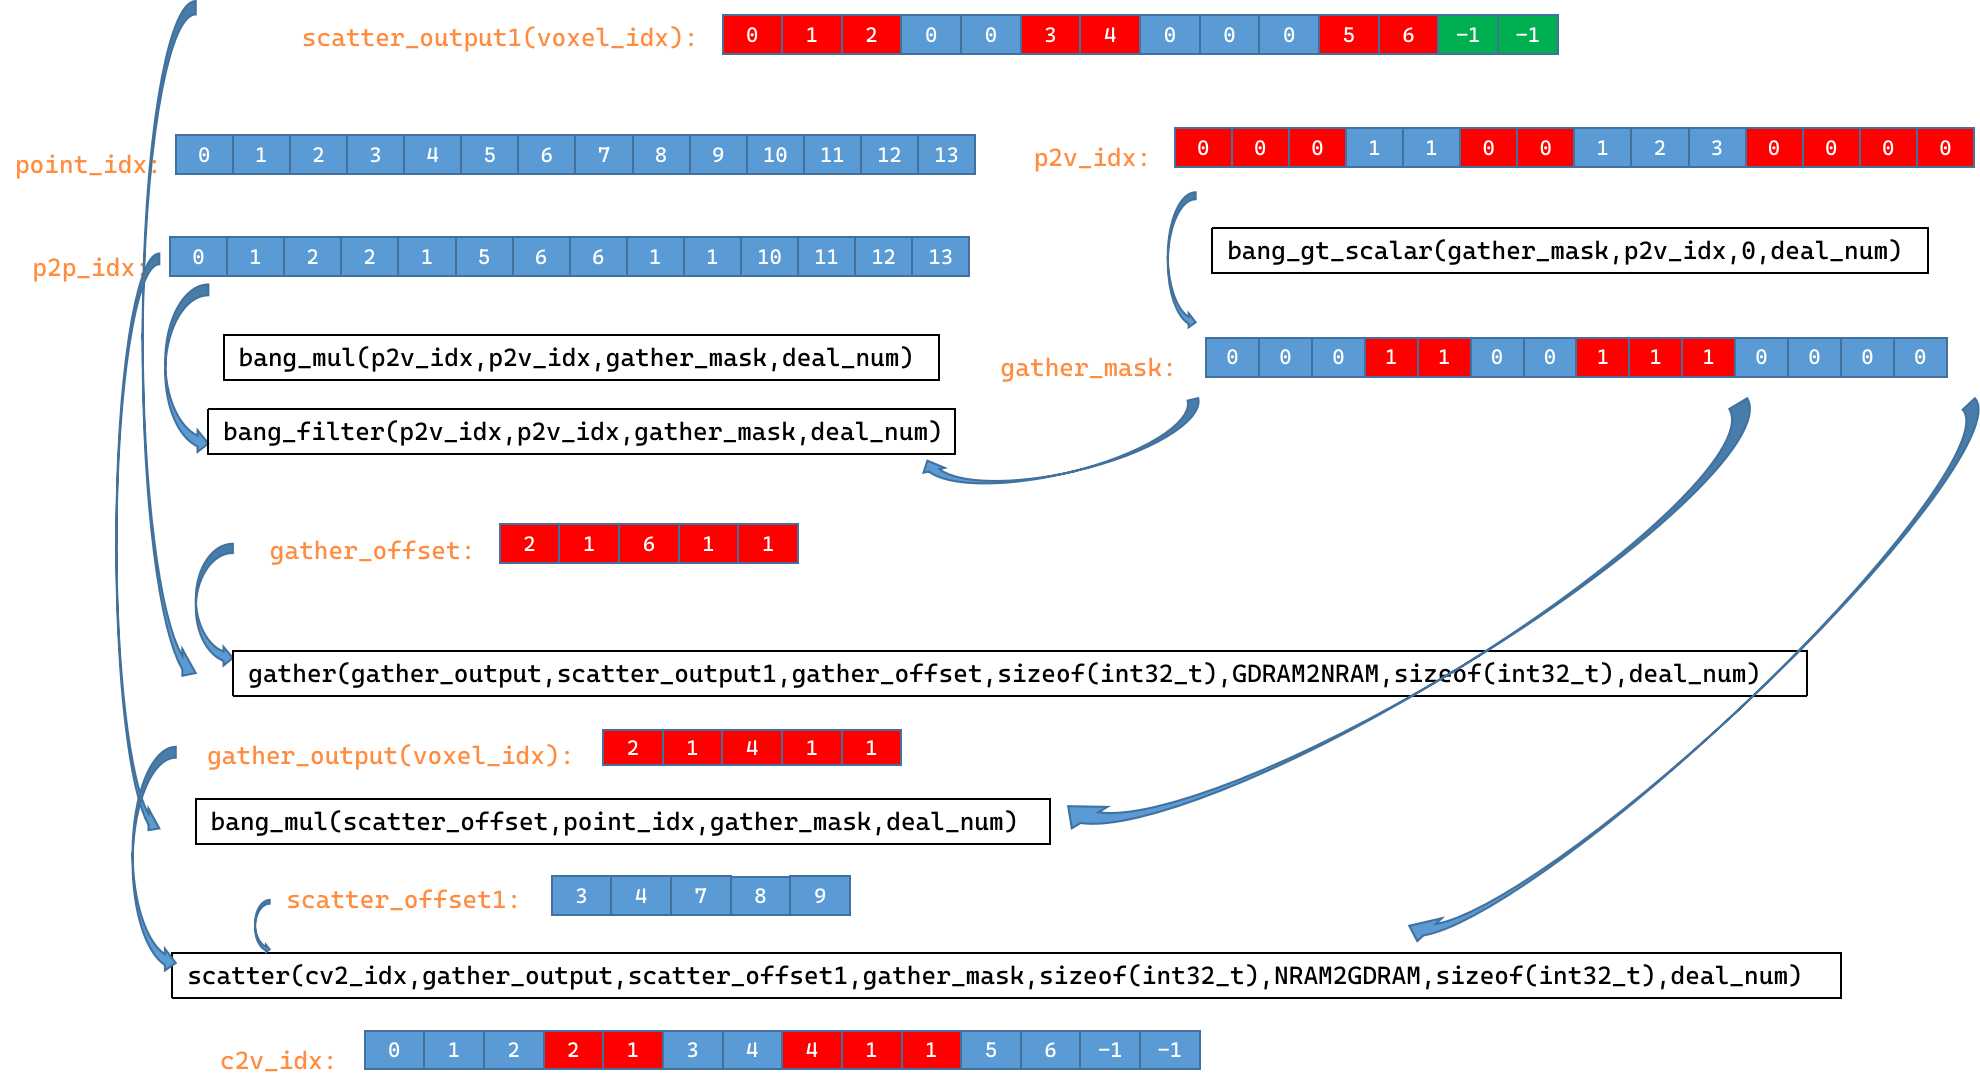 scatter_output1(voxel_idx): 0 1 2 0 0 3 4 0 0 0 5 6 -1 -1
point_idx: 0 1 2 3 4 5 6 7 8 9 10 11 12 13
p2v_idx: 0 0 0 1 1 0 0 1 2 3 0 0 0 0
p2p_idx: 0 1 2 2 1 5 6 6 1 1 10 11 12 13
bang_gt_scalar(gather_mask,p2v_idx,0,deal_num)
bang_mul(p2v_idx,p2v_idx,gather_mask,deal_num)
gather_mask: 0 0 0 1 1 0 0 1 1 1 0 0 0 0
bang_filter(p2v_idx,p2v_idx,gather_mask,deal_num)
gather_offset: 2 1 6 1 1
gather(gather_output,scatter_output1,gather_offset,sizeof(int32_t),GDRAM2NRAM,sizeof(int32_t),deal_num)
gather_output(voxel_idx): 2 1 4 1 1
bang_mul(scatter_offset,point_idx,gather_mask,deal_num)
scatter_offset1: 3 4 7 8 9
scatter(cv2_idx,gather_output,scatter_offset1,gather_mask,sizeof(int32_t),NRAM2GDRAM,sizeof(int32_t),deal_num)
c2v_idx: 0 1 2 2 1 3 4 4 1 1 5 6 -1 -1